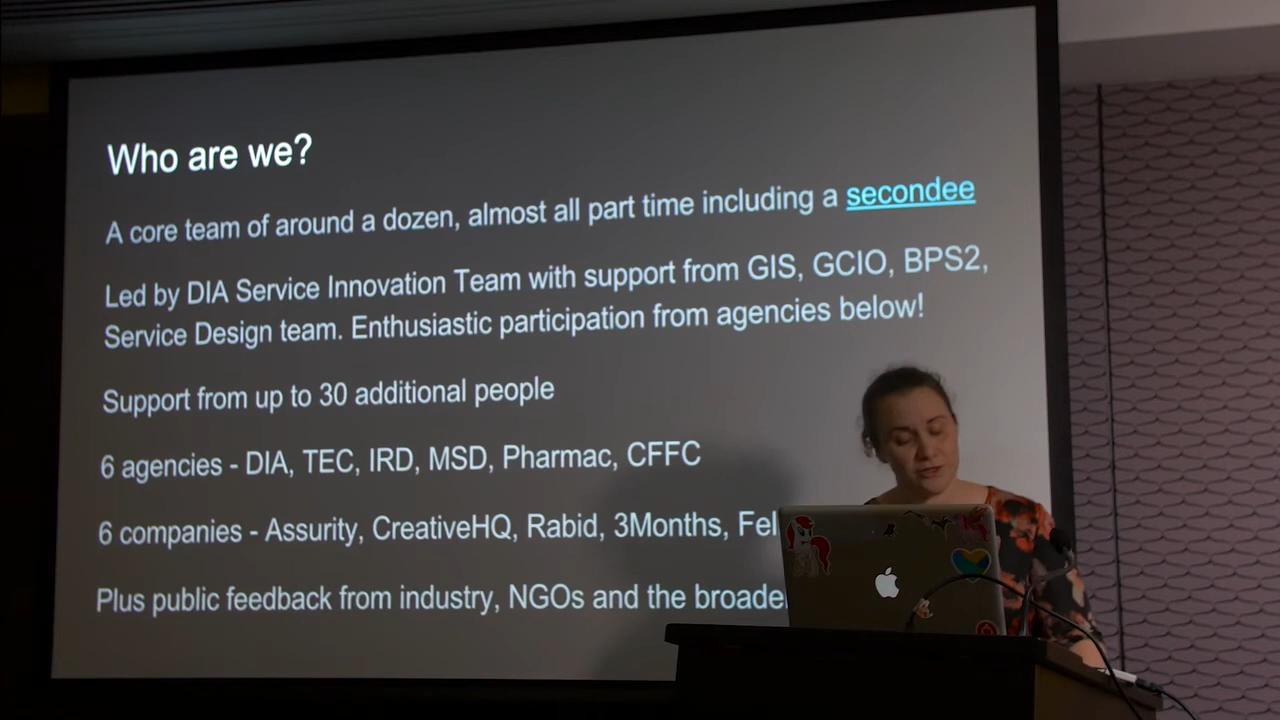 Who are we?
A core team of around a dozen, almost all part time including a secondee
Led by DIA Service Innovation Team with support from GIS, GCIO, BPS2,
Service Design team. Enthusiastic participation from agencies below!
Support from up to 30 additional people
6 agencies - DIA, TEC, IRD, MSD, Pharmac, CFFC
6 companies - Assurity, CreativeHQ, Rabid, 3Months,
Plus public feedback from industry, NGOs and the